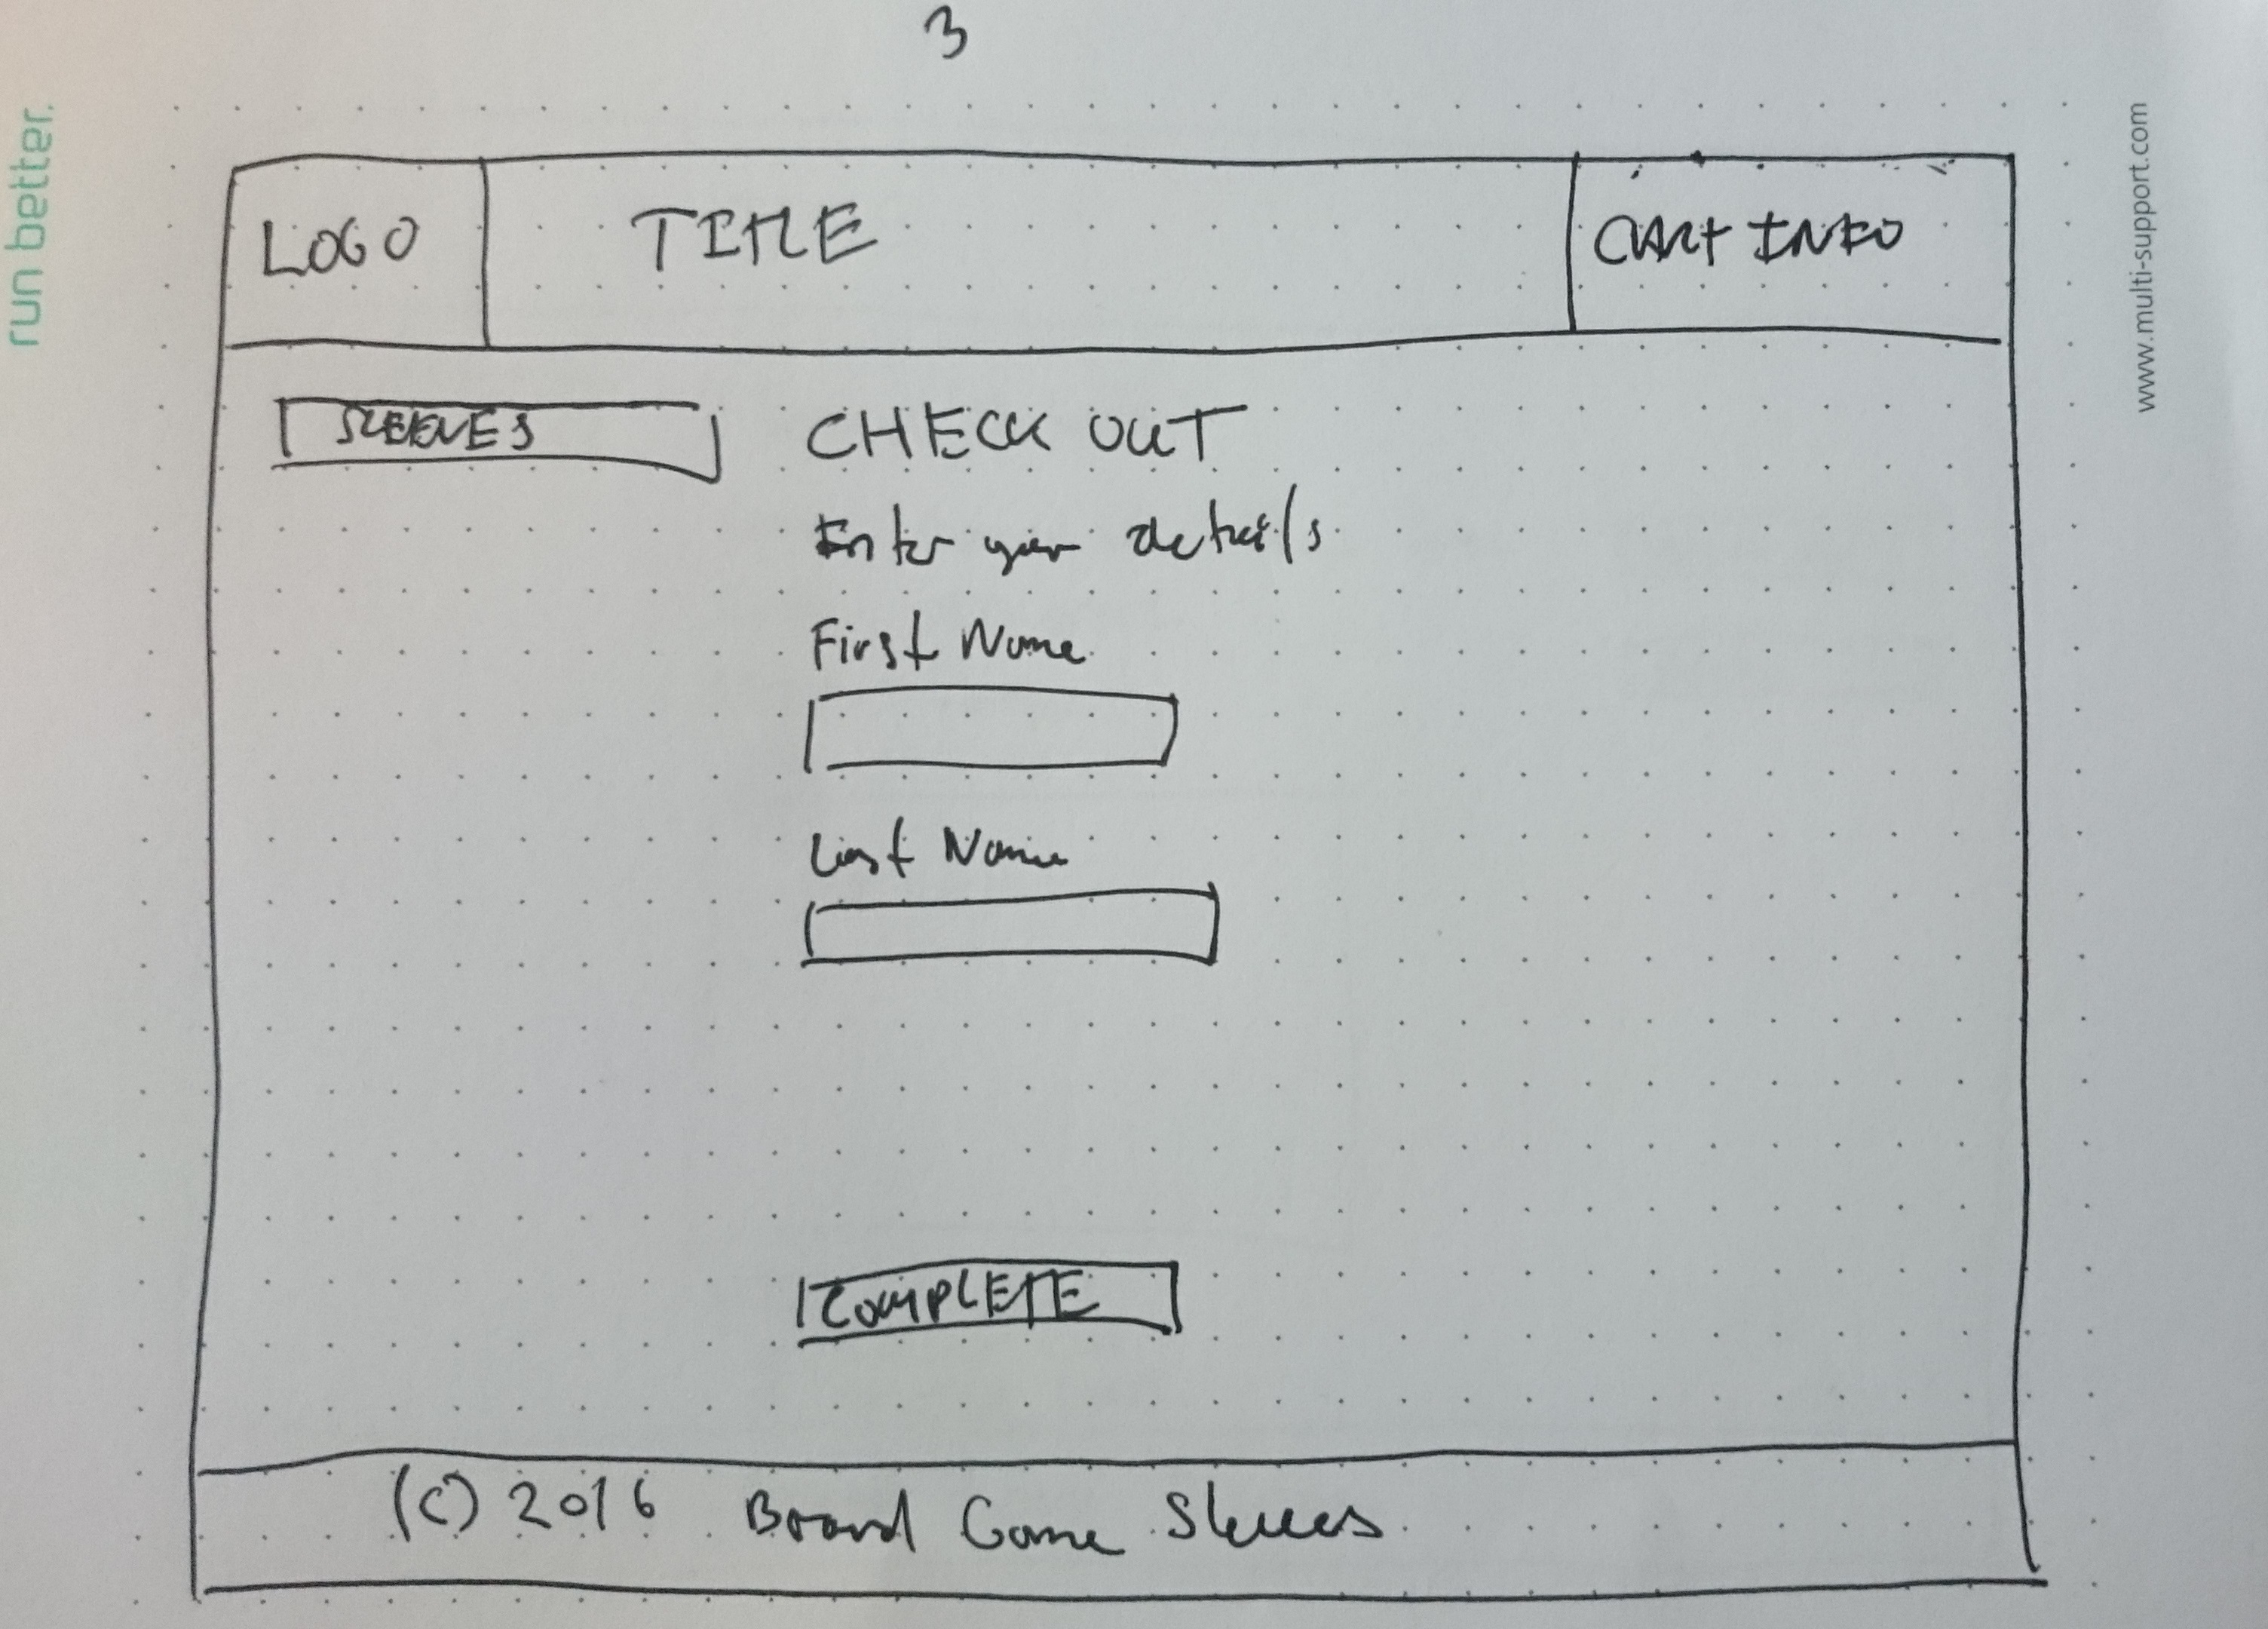 3
run better.
www.multi-support.com
LOGO
TITLE
CART INFO
SLEEVES
CHECK OUT
Enter your details
First Name
Last Name
COMPLETE
(C) 2016 Board Game Sleeves